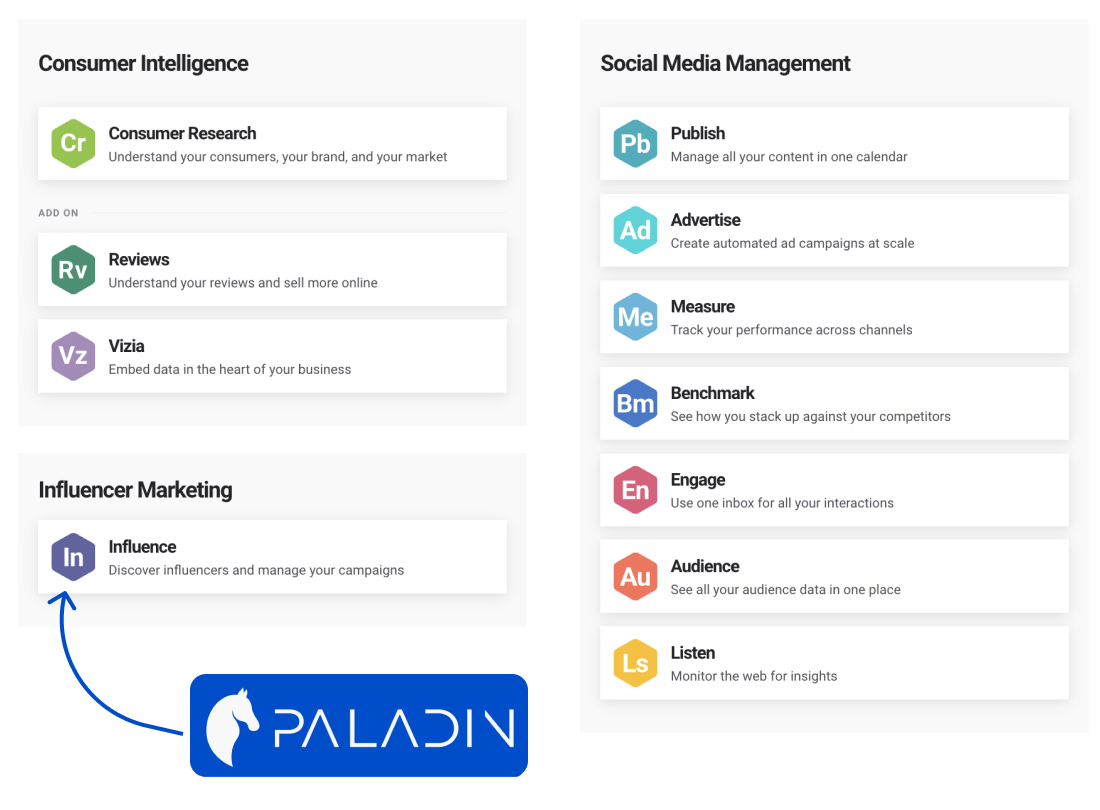 Consumer Intelligence
Cr
Consumer Research
Understand your consumers, your brand, and your market
ADD ON
Rv
Reviews
Understand your reviews and sell more online
Vz
Vizia
Embed data in the heart of your business
Influencer Marketing
In
Influence
Discover influencers and manage your campaigns
PALADIN
Social Media Management
Pb
Publish
Manage all your content in one calendar
Ad
Advertise
Create automated ad campaigns at scale
Me
Measure
Track your performance across channels
Bm
Benchmark
See how you stack up against your competitors
En
Engage
Use one inbox for all your interactions
Au
Audience
See all your audience data in one place
Ls
Listen
Monitor the web for insights